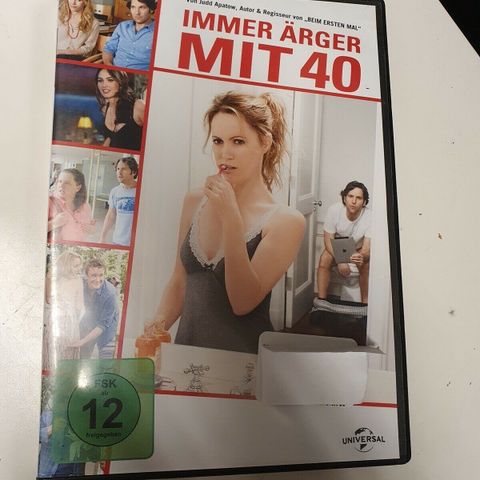 Von Judd Apatow, Autor & Regisseur von „BEIM ERSTEN MAL"
IMMER ÄRGER
MIT 40
FSK
ab
12
freigegeben
UNIVERSAL